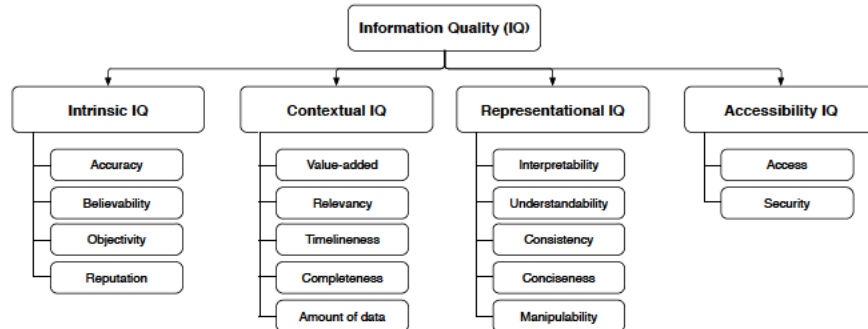 Information Quality (IQ)
Intrinsic IQ
Contextual IQ
Representational IQ
Accessibility IQ
Accuracy
Value-added
Interpretability
Access
Believability
Relevancy
Understandability
Security
Objectivity
Timelineness
Consistency
Reputation
Completeness
Conciseness
Amount of data
Manipulability